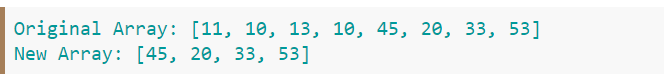 Original Array: [11, 10, 13, 10, 45, 20, 33, 53]
New Array: [45, 20, 33, 53]